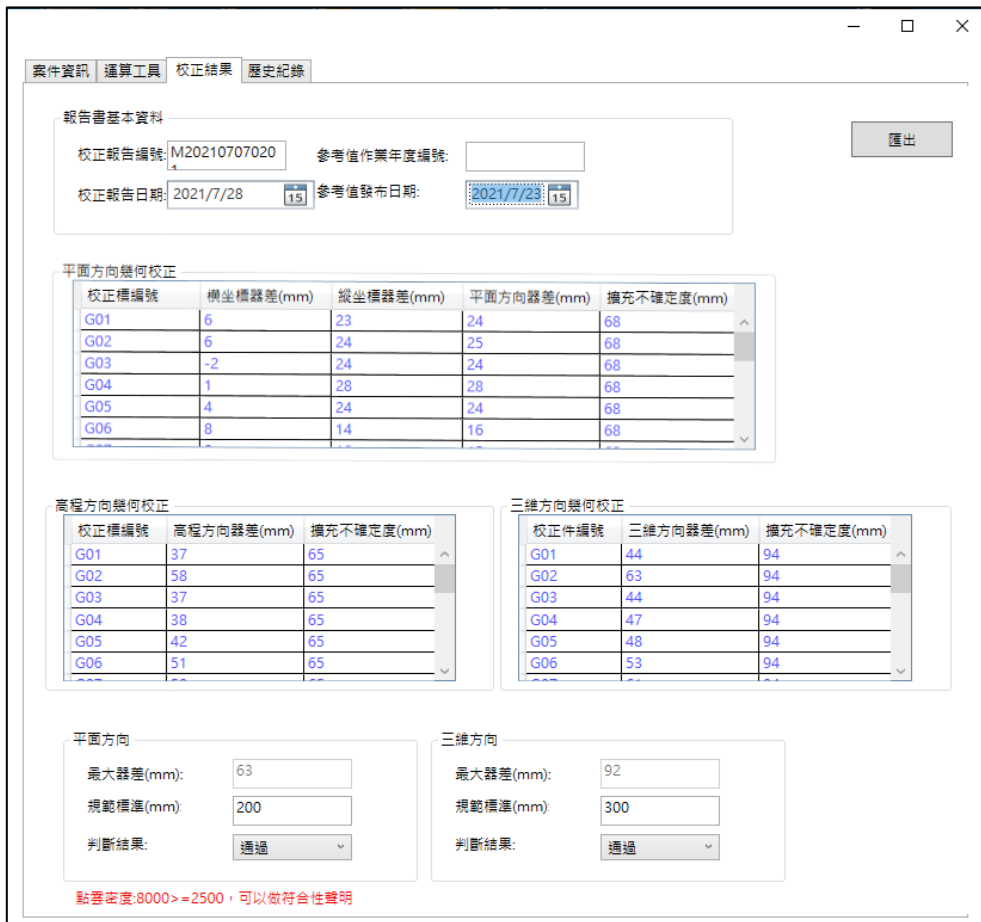 案件資訊 運算工具 校正結果 歷史紀錄
報告書基本資料
匯出
校正報告編號: M20210707020 參考值作業年度編號:
校正報告日期: 2021/7/28 15 參考值發布日期: 2021/7/23 15
平面方向幾何校正
校正標編號 橫坐標器差(mm) 縱坐標器差(mm) 平面方向器差(mm) 擴充不確定度(mm)
G01 6 23 24 68
G02 6 24 25 68
G03 -2 24 24 68
G04 1 28 28 68
G05 4 24 24 68
G06 8 14 16 68
高程方向幾何校正
校正標編號 高程方向器差(mm) 擴充不確定度(mm)
G01 37 65
G02 58 65
G03 37 65
G04 38 65
G05 42 65
G06 51 65
三維方向幾何校正
校正件編號 三維方向器差(mm) 擴充不確定度(mm)
G01 44 94
G02 63 94
G03 44 94
G04 47 94
G05 48 94
G06 53 94
平面方向
最大器差(mm): 63
規範標準(mm): 200
判斷結果: 通過
三維方向
最大器差(mm): 92
規範標準(mm): 300
判斷結果: 通過
點雲密度:8000>=2500，可以做符合性聲明